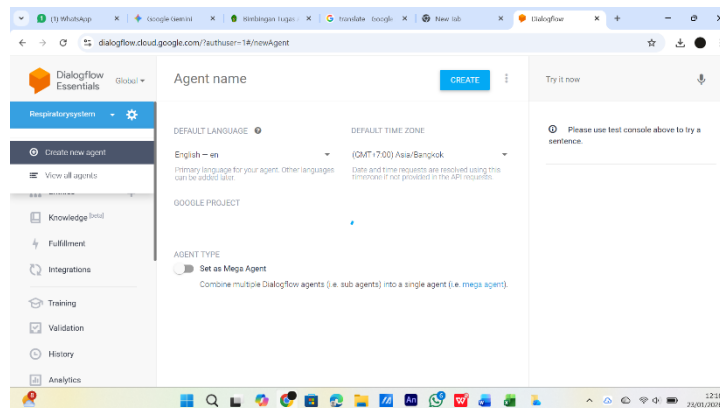 (1) WhatsApp
Google Gemini
Bimbingan Tugas
translate - Google
New Tab
Dialogflow
dialogflow.cloud.google.com/?authuser=1#/newAgent
Dialogflow
Essentials
Global
Agent name
CREATE
Try it now
Respiratorysystem
Create new agent
View all agents
Entities
Knowledge [beta]
Fulfillment
Integrations
Training
Validation
History
Analytics
DEFAULT LANGUAGE
DEFAULT TIME ZONE
English — en
(GMT+7:00) Asia/Bangkok
Primary language for your agent. Other languages
can be added later.
Date and time requests are resolved using this
timezone if not provided in the API requests.
GOOGLE PROJECT
AGENT TYPE
Set as Mega Agent
Combine multiple Dialogflow agents (i.e. sub agents) into a single agent (i.e. mega agent).
Please use test console above to try a
sentence.